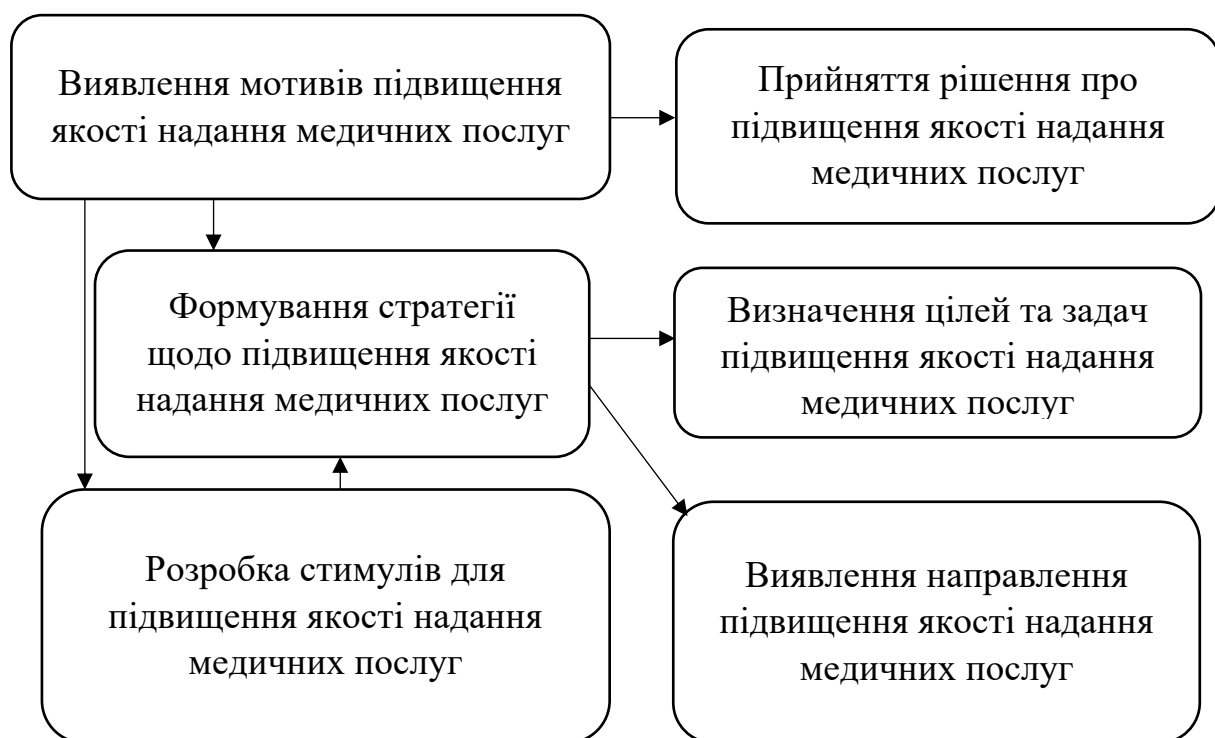 Виявлення мотивів підвищення
якості надання медичних послуг
Прийняття рішення про
підвищення якості надання
медичних послуг
Формування стратегії
щодо підвищення якості
надання медичних послуг
Визначення цілей та задач
підвищення якості надання
медичних послуг
Розробка стимулів для
підвищення якості надання
медичних послуг
Виявлення направлення
підвищення якості надання
медичних послуг